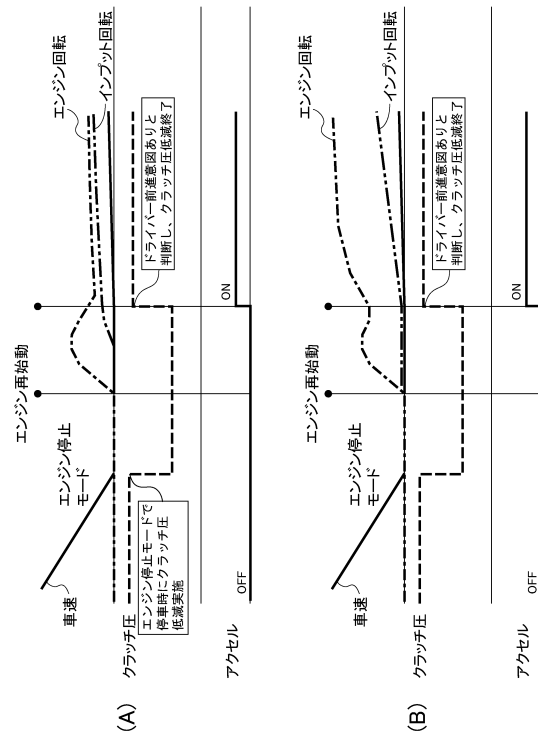 (A)
エンジン再始動
エンジン回転
インプット回転
エンジン停止
モード
車速
クラッチ圧
エンジン停止モードで
停車時にクラッチ圧
低減実施
ドライバー前進意図ありと
判断し、クラッチ圧低減終了
アクセル
OFF
ON
(B)
エンジン再始動
エンジン回転
インプット回転
エンジン停止
モード
車速
クラッチ圧
ドライバー前進意図ありと
判断し、クラッチ圧低減終了
アクセル
OFF
ON